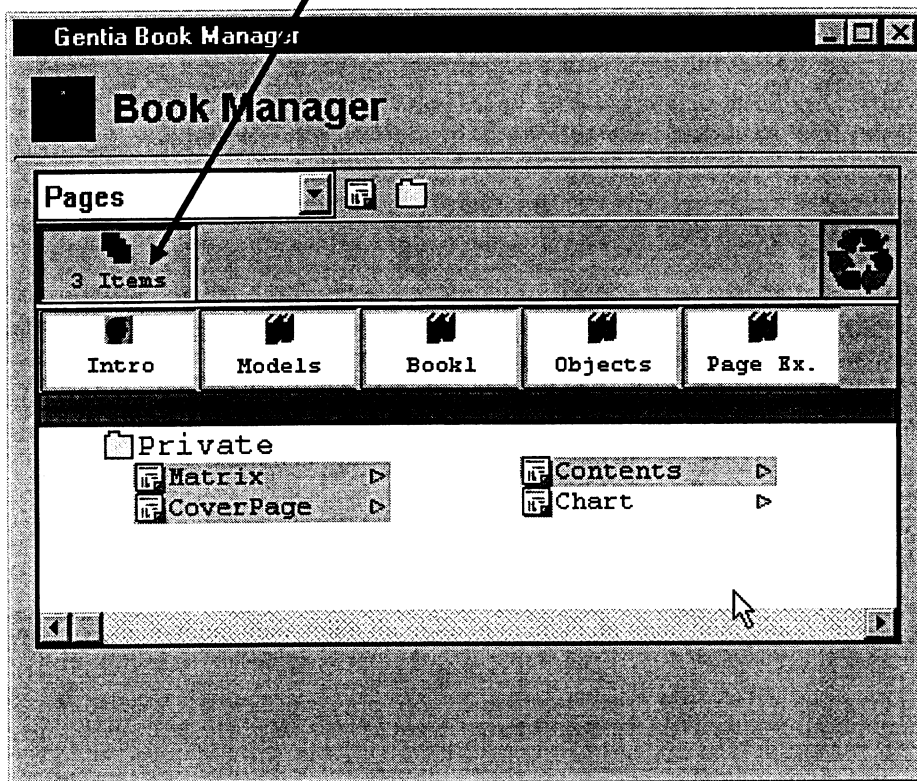 Gentia Book Manager
Book Manager
Pages
3 Items
Intro Models Book1 Objects Page Ex.
Private
Matrix Contents
CoverPage Chart